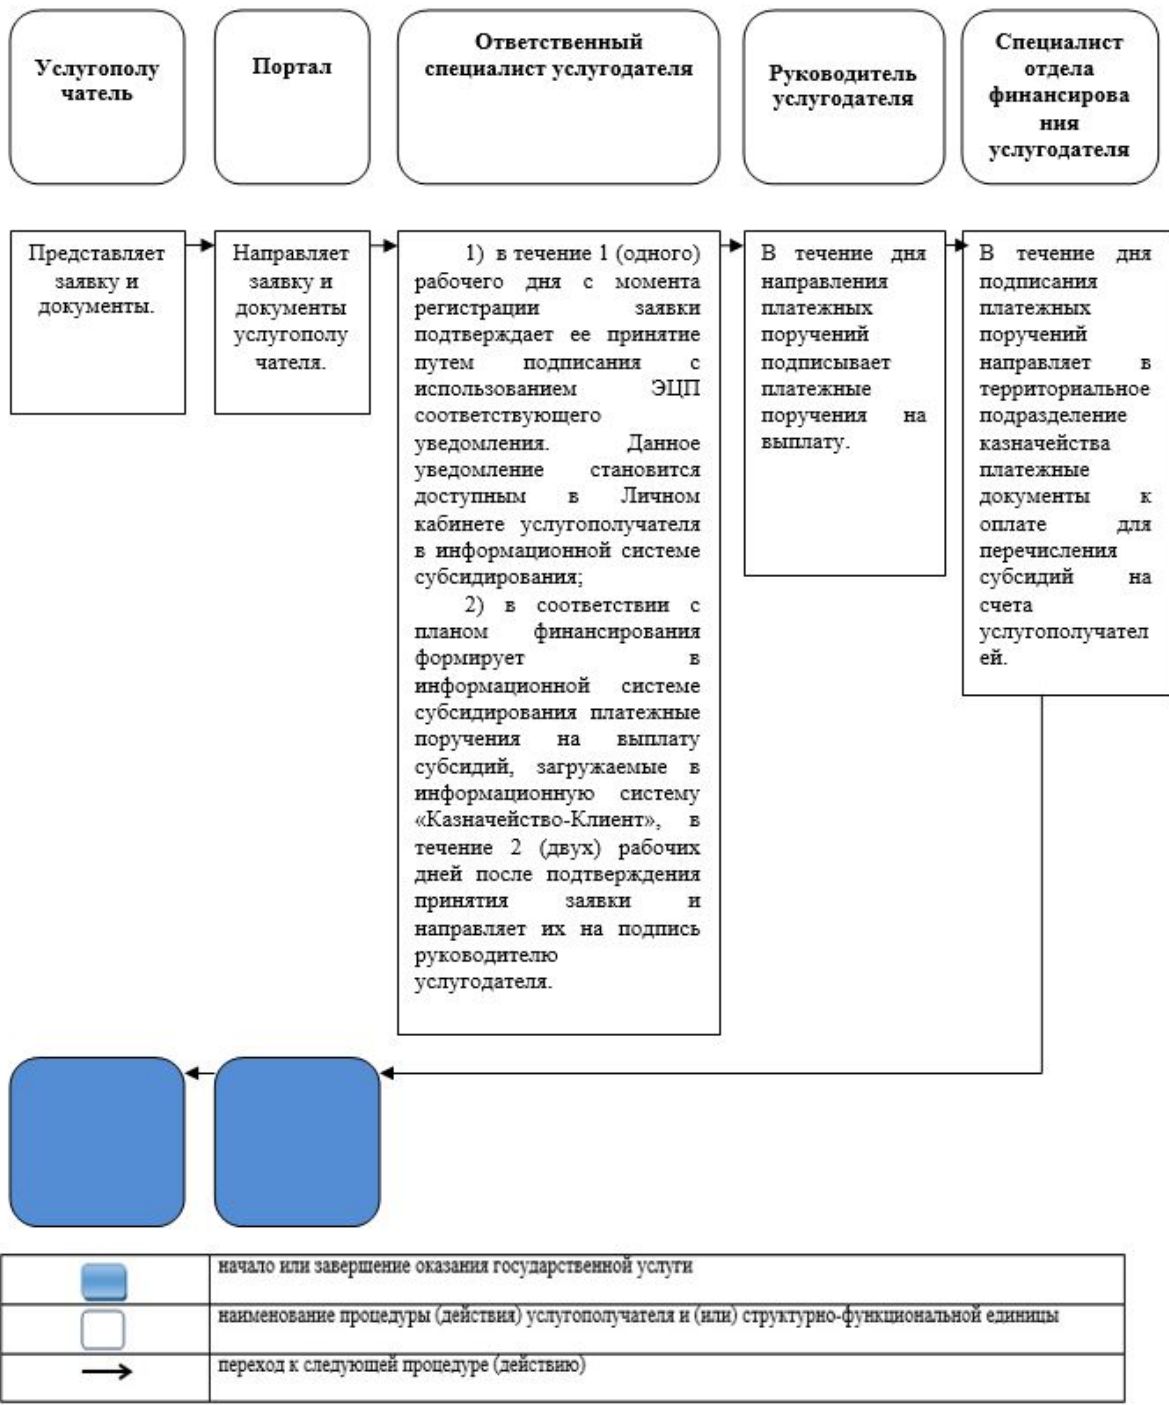 Услугополу
чатель
Портал
Ответственный
специалист услугодателя
Руководитель
услугодателя
Специалист
отдела
финансирова
ния
услугодателя
Представляет
заявку и
документы.
Направляет
заявку и
документы
услугополу
чателя.
1) в течение 1 (одного)
рабочего дня с момента
регистрации заявки
подтверждает ее принятие
путем подписания с
использованием ЭЦП
соответствующего
уведомления. Данное
уведомление становится
доступным в Личном
кабинете услугополучателя
в информационной системе
субсидирования;
2) в соответствии с
планом финансирования
формирует в
информационной системе
субсидирования платежные
поручения на выплату
субсидий, загружаемые в
информационную систему
«Казначейство-Клиент», в
течение 2 (двух) рабочих
дней после подтверждения
принятия заявки и
направляет их на подпись
руководителю
услугодателя.
В течение дня
направления
платежных
поручений
подписывает
платежные
поручения на
выплату.
В течение дня
подписания
платежных
поручений
направляет в
территориальное
подразделение
казначейства
платежные
документы к
оплате для
перечисления
субсидий на
счета
услугополучател
ей.
начало или завершение оказания государственной услуги
наименование процедуры (действия) услугополучателя и (или) структурно-функциональной единицы
переход к следующей процедуре (действию)